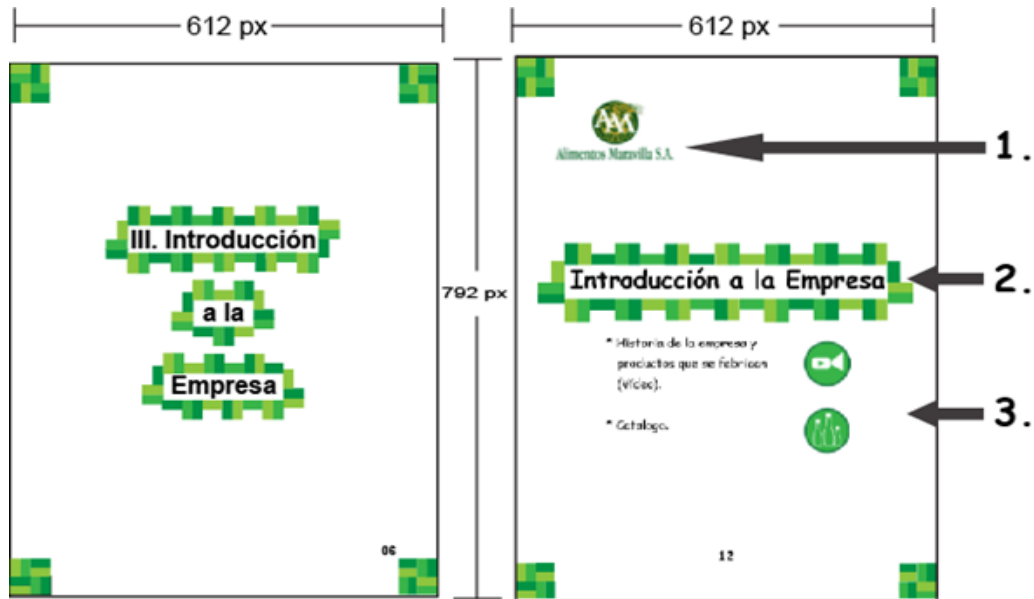 612 px
612 px
AM
Alimentos Maravilla S.A.
1.
III. Introducción
a la
Empresa
792 px
Introducción a la Empresa
2.
* Historia de la empresa y
productos que se fabrican
(Vídeo).
* Catalogo.
3.
06
12